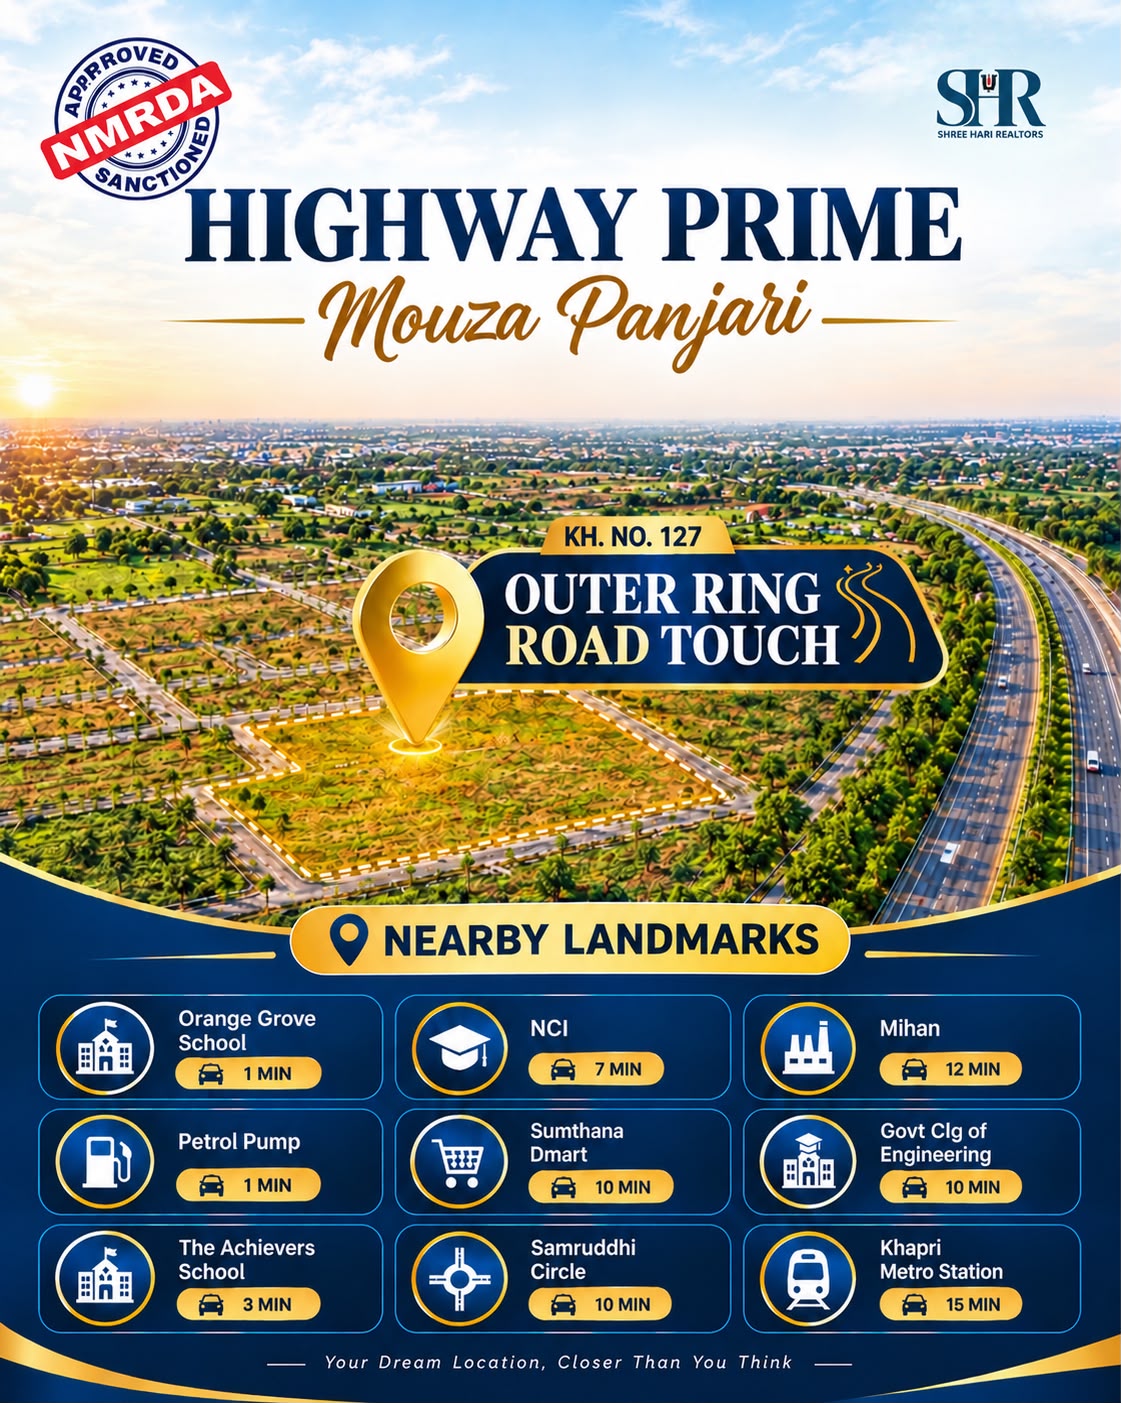 APPRROVED
NMRDA
SANCTIONED
SHR
SHREE HARI REALTORS
HIGHWAY PRIME
Mouza Panjari
KH. NO. 127
OUTER RING
ROAD TOUCH
NEARBY LANDMARKS
Orange Grove
School
1 MIN
NCI
7 MIN
Mihan
12 MIN
Petrol Pump
1 MIN
Sumthana
Dmart
10 MIN
Govt Clg of
Engineering
10 MIN
The Achievers
School
3 MIN
Samruddhi
Circle
10 MIN
Khapri
Metro Station
15 MIN
Your Dream Location, Closer Than You Think